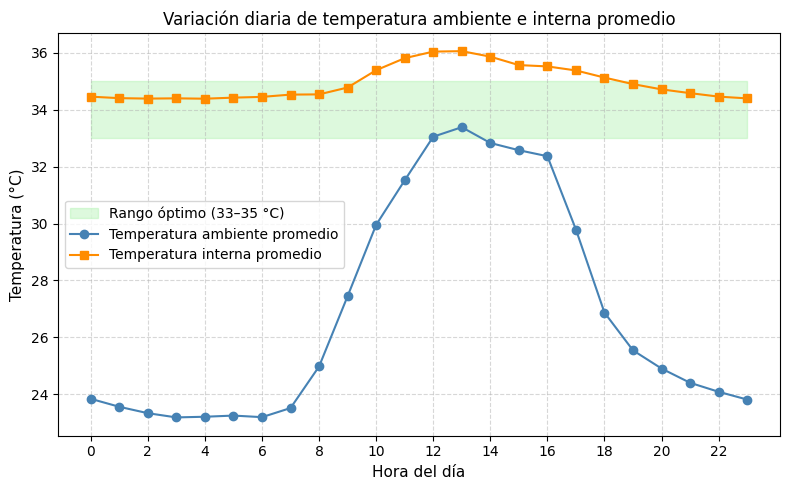 Variación diaria de temperatura ambiente e interna promedio
Temperatura (°C)
36
34
32
30
28
26
24
Rango óptimo (33–35 °C)
Temperatura ambiente promedio
Temperatura interna promedio
0 2 4 6 8 10 12 14 16 18 20 22
Hora del día